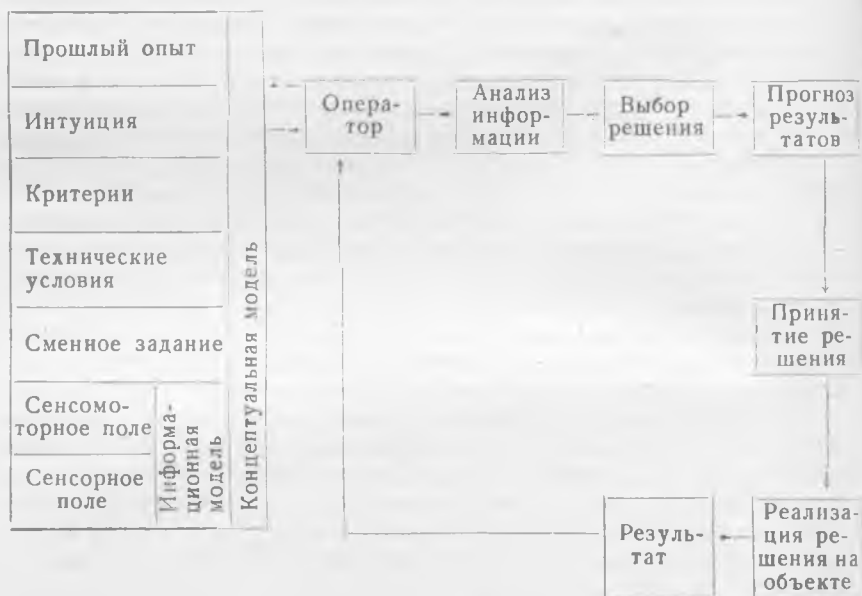 Прошлый опыт
Интуиция
Критерии
Технические
условия
Сменное задание
Сенсомо-
торное поле
Сенсорное
поле
Информа-
ционная
модель
Концептуальная модель
Опера-
тор
Анализ
инфор-
мации
Выбор
решения
Прогноз
резуль-
татов
Приня-
тие ре-
шения
Реализа-
ция ре-
шения на
объекте
Резуль-
тат